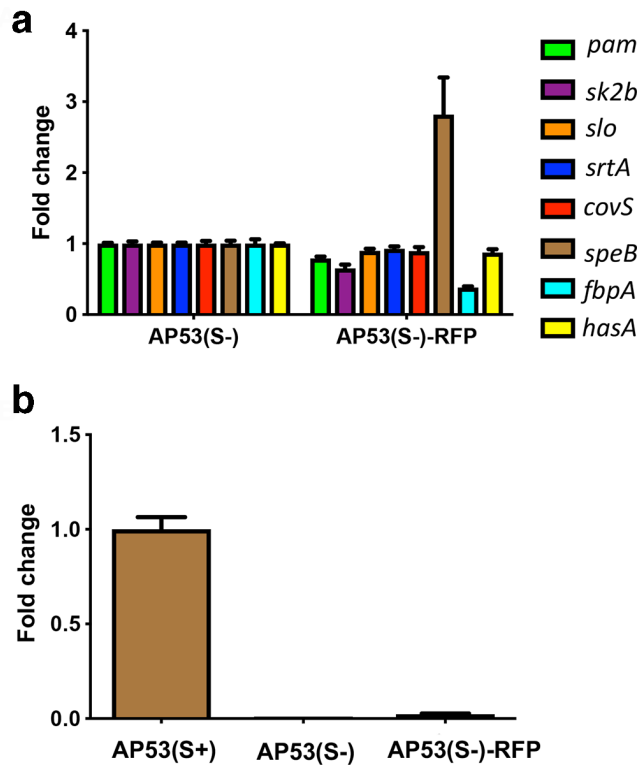 a
Fold change
4
3
2
1
0
AP53(S-) AP53(S-)-RFP
pam
sk2b
slo
srtA
covS
speB
fbpA
hasA
b
Fold change
1.5
1.0
0.5
0.0
AP53(S+) AP53(S-) AP53(S-)-RFP